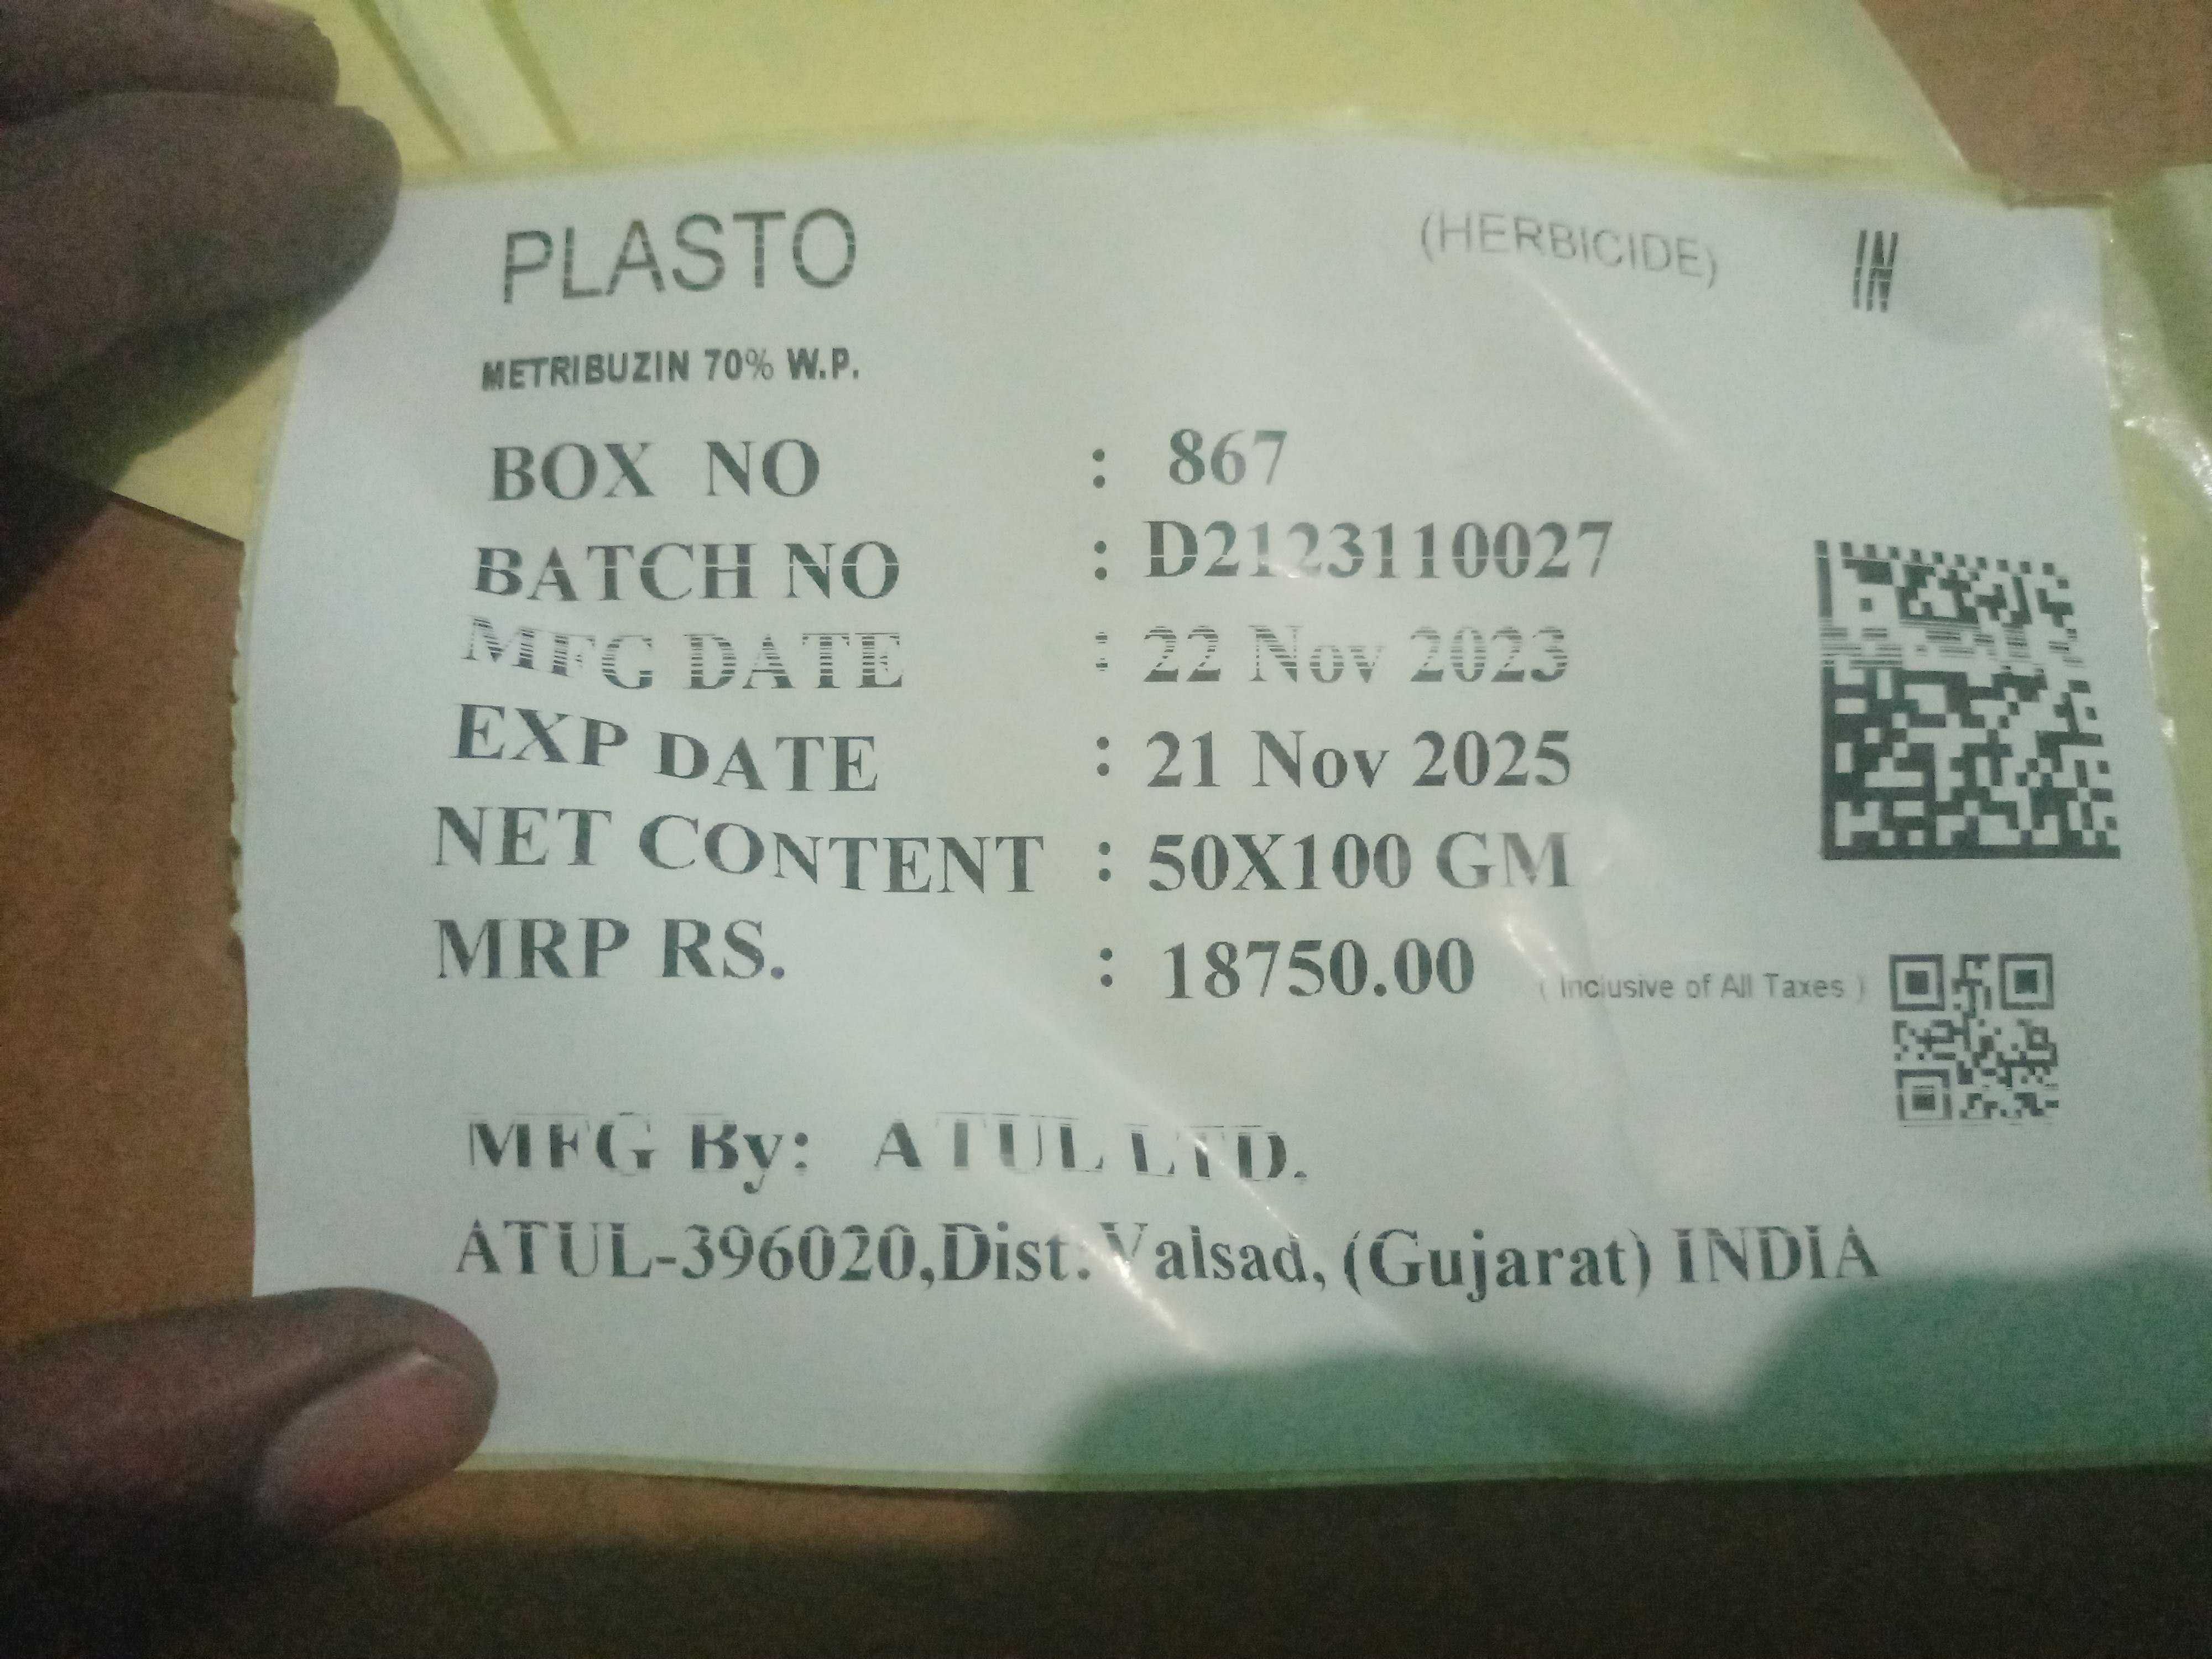 PLASTO (HERBICIDE) IN
METRIBUZIN 70% W.P.
BOX NO : 867
BATCH NO : D2123110027
MFG DATE : 22 Nov 2023
EXP DATE : 21 Nov 2025
NET CONTENT : 50X100 GM
MRP RS. : 18750.00 ( Inclusive of All Taxes )
MFG By: ATUL LTD.
ATUL-396020,Dist. Valsad, (Gujarat) INDIA